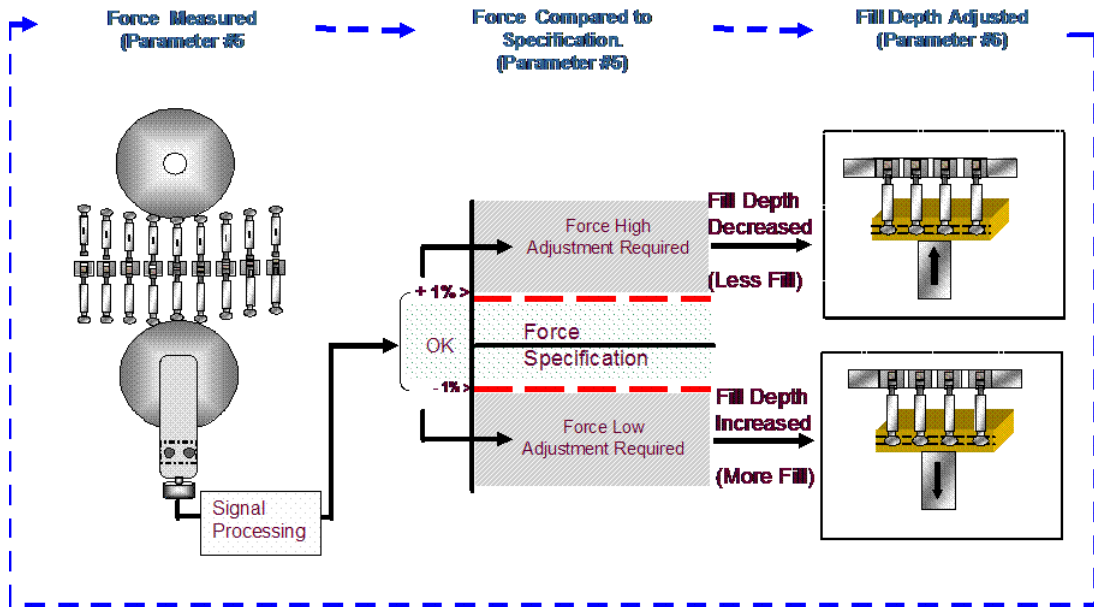 Force Measured
(Parameter #5
Force Compared to
Specification.
(Parameter #5)
Fill Depth Adjusted
(Parameter #6)
Force High
Adjustment Required
Fill Depth
Decreased
(Less Fill)
+ 1% >
OK
Force
Specification
- 1% >
Force Low
Adjustment Required
Fill Depth
Increased
(More Fill)
Signal
Processing